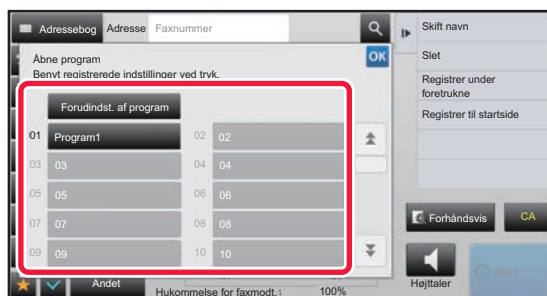 Adressebog Adresse Faxnummer
Åbne program
Benyt registrerede indstillinger ved tryk.
OK
Forudindst. af program
01 Program1 02 02
03 03 04 04
05 05 06 06
07 07 08 08
09 09 10 10
Andet
Hukommelse for faxmodt.: 100%
Skift navn
Slet
Registrer under
foretrukne
Registrer til startside
Forhåndsvis CA
Højttaler
Start